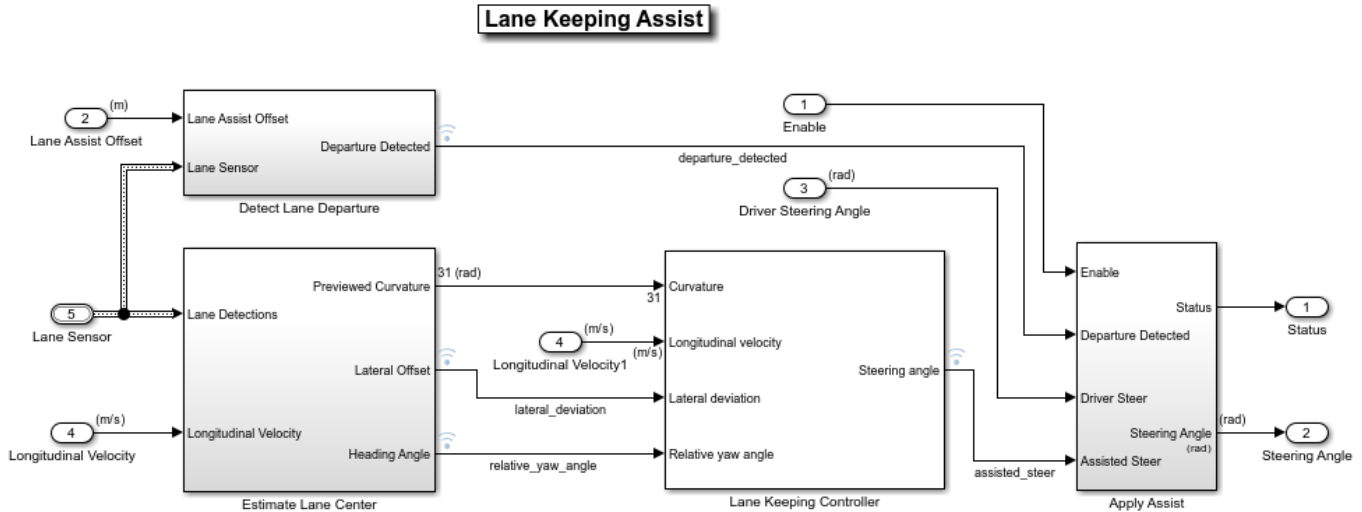 Lane Keeping Assist
2
(m)
Lane Assist Offset
Lane Assist Offset
Lane Sensor
Departure Detected
Detect Lane Departure
departure_detected
1
Enable
3
(rad)
Driver Steering Angle
5
Lane Sensor
4
(m/s)
Longitudinal Velocity
Lane Detections
Longitudinal Velocity
Previewed Curvature
Lateral Offset
Heading Angle
Estimate Lane Center
31 (rad)
31
4
(m/s)
(m/s)
Longitudinal Velocity1
lateral_deviation
relative_yaw_angle
Curvature
Longitudinal velocity
Lateral deviation
Relative yaw angle
Steering angle
Lane Keeping Controller
assisted_steer
Enable
Departure Detected
Driver Steer
Assisted Steer
Status
Steering Angle
(rad)
Apply Assist
1
Status
(rad)
2
Steering Angle